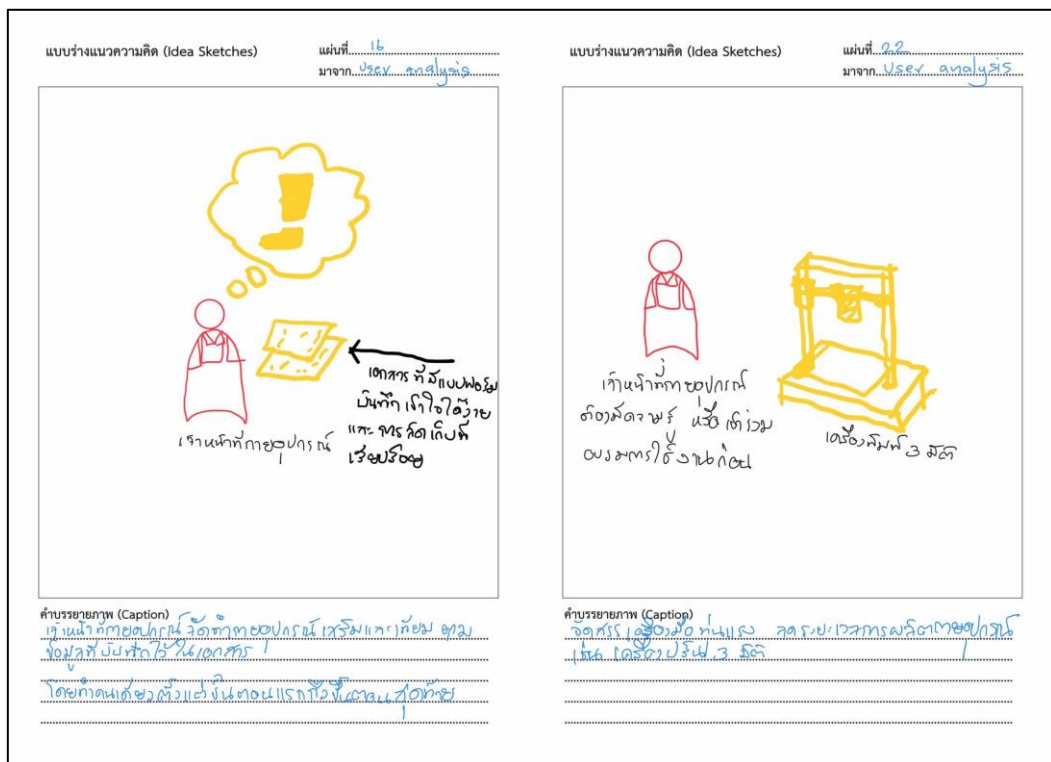 แบบร่างแนวความคิด (Idea Sketches)
แผ่นที่ 16
มาจาก User analysis
เจ้าหน้าที่กายอุปกรณ์
เอกสารที่มีแบบฟอร์ม
บันทึกเข้าใจได้ง่าย
และการจัดเก็บที่
เรียบร้อย
คำบรรยายภาพ (Caption)
เจ้าหน้าที่กายอุปกรณ์จัดทำกายอุปกรณ์เสริมและเทียม ตาม
ข้อมูลที่บันทึกไว้ในเอกสาร
โดยทำคนเดียวตั้งแต่ขั้นตอนแรกถึงขั้นตอนสุดท้าย
แบบร่างแนวความคิด (Idea Sketches)
แผ่นที่ 22
มาจาก User analysis
เจ้าหน้าที่กายอุปกรณ์
ต้องมีความรู้ หรือเข้าร่วม
อบรมการใช้งานก่อน
เครื่องพิมพ์ 3 มิติ
คำบรรยายภาพ (Caption)
จัดสรรเครื่องมือทุ่นแรง ลดระยะเวลาการผลิตกายอุปกรณ์
เช่น เครื่องปริ้น 3 มิติ